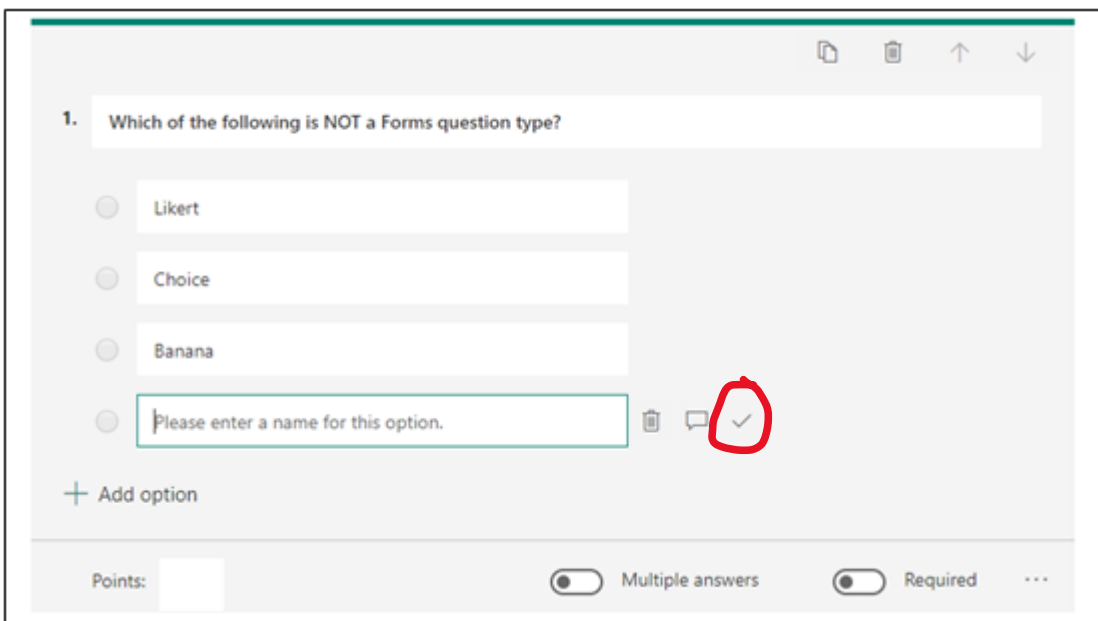 1. Which of the following is NOT a Forms question type?
Likert
Choice
Banana
Please enter a name for this option.
Add option
Points: Multiple answers Required